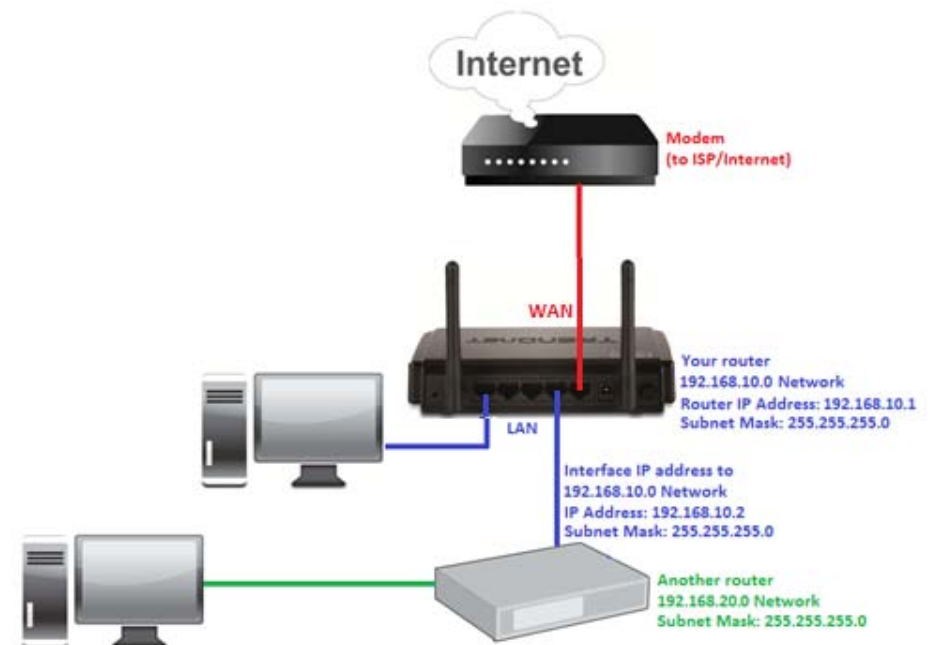 Internet
Modem
(to ISP/Internet)
WAN
TRENDNET
Your router
192.168.10.0 Network
Router IP Address: 192.168.10.1
Subnet Mask: 255.255.255.0
LAN
Interface IP address to
192.168.10.0 Network
IP Address: 192.168.10.2
Subnet Mask: 255.255.255.0
Another router
192.168.20.0 Network
Subnet Mask: 255.255.255.0